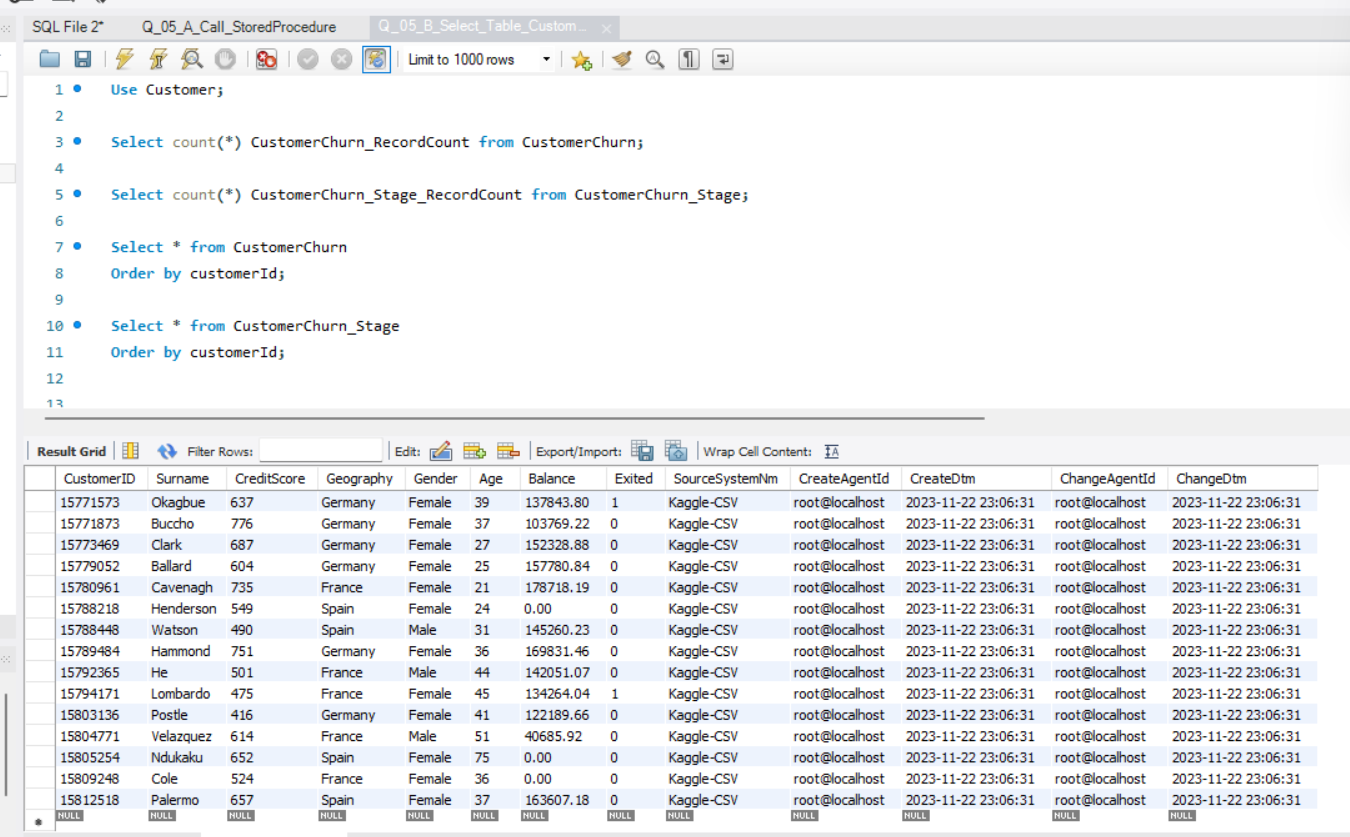 SQL File 2* Q_05_A_Call_StoredProcedure Q_05_B_Select_Table_Custom...
Limit to 1000 rows
1 Use Customer;
2
3 Select count(*) CustomerChurn_RecordCount from CustomerChurn;
4
5 Select count(*) CustomerChurn_Stage_RecordCount from CustomerChurn_Stage;
6
7 Select * from CustomerChurn
8 Order by customerId;
9
10 Select * from CustomerChurn_Stage
11 Order by customerId;
12
13
Result Grid Filter Rows: Edit: Export/Import: Wrap Cell Content:
CustomerID Surname CreditScore Geography Gender Age Balance Exited SourceSystemNm CreateAgentId CreateDtm ChangeAgentId ChangeDtm
15771573 Okagbue 637 Germany Female 39 137843.80 1 Kaggle-CSV root@localhost 2023-11-22 23:06:31 root@localhost 2023-11-22 23:06:31
15771873 Buccho 776 Germany Female 37 103769.22 0 Kaggle-CSV root@localhost 2023-11-22 23:06:31 root@localhost 2023-11-22 23:06:31
15773469 Clark 687 Germany Female 27 152328.88 0 Kaggle-CSV root@localhost 2023-11-22 23:06:31 root@localhost 2023-11-22 23:06:31
15779052 Ballard 604 Germany Female 25 157780.84 0 Kaggle-CSV root@localhost 2023-11-22 23:06:31 root@localhost 2023-11-22 23:06:31
15780961 Cavenagh 735 France Female 21 178718.19 0 Kaggle-CSV root@localhost 2023-11-22 23:06:31 root@localhost 2023-11-22 23:06:31
15788218 Henderson 549 Spain Female 24 0.00 0 Kaggle-CSV root@localhost 2023-11-22 23:06:31 root@localhost 2023-11-22 23:06:31
15788448 Watson 490 Spain Male 31 145260.23 0 Kaggle-CSV root@localhost 2023-11-22 23:06:31 root@localhost 2023-11-22 23:06:31
15789484 Hammond 751 Germany Female 36 169831.46 0 Kaggle-CSV root@localhost 2023-11-22 23:06:31 root@localhost 2023-11-22 23:06:31
15792365 He 501 France Male 44 142051.07 0 Kaggle-CSV root@localhost 2023-11-22 23:06:31 root@localhost 2023-11-22 23:06:31
15794171 Lombardo 475 France Female 45 134264.04 1 Kaggle-CSV root@localhost 2023-11-22 23:06:31 root@localhost 2023-11-22 23:06:31
15803136 Postle 416 Germany Female 41 122189.66 0 Kaggle-CSV root@localhost 2023-11-22 23:06:31 root@localhost 2023-11-22 23:06:31
15804771 Velazquez 614 France Male 51 40685.92 0 Kaggle-CSV root@localhost 2023-11-22 23:06:31 root@localhost 2023-11-22 23:06:31
15805254 Ndukaku 652 Spain Female 75 0.00 0 Kaggle-CSV root@localhost 2023-11-22 23:06:31 root@localhost 2023-11-22 23:06:31
15809248 Cole 524 France Female 36 0.00 0 Kaggle-CSV root@localhost 2023-11-22 23:06:31 root@localhost 2023-11-22 23:06:31
15812518 Palermo 657 Spain Female 37 163607.18 0 Kaggle-CSV root@localhost 2023-11-22 23:06:31 root@localhost 2023-11-22 23:06:31
NULL NULL NULL NULL NULL NULL NULL NULL NULL NULL NULL NULL NULL